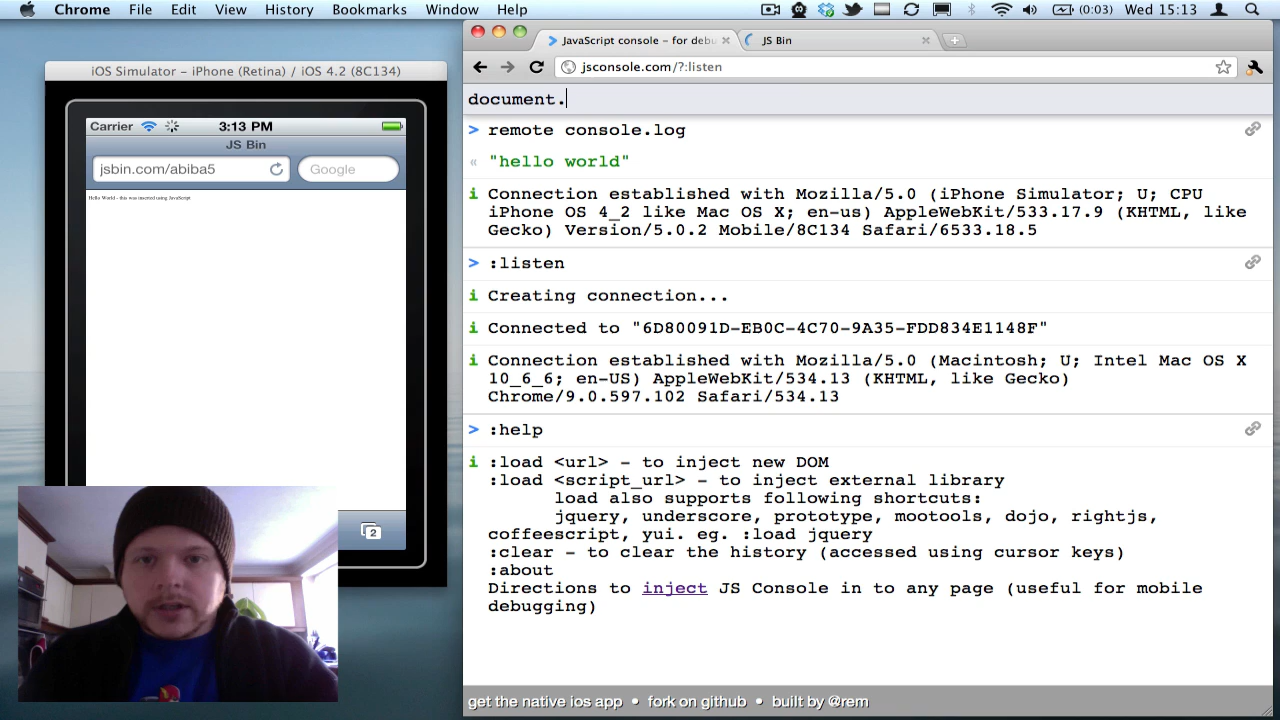 Chrome File Edit View History Bookmarks Window Help
(0:03) Wed 15:13
iOS Simulator – iPhone (Retina) / iOS 4.2 (8C134)
Carrier 3:13 PM
JS Bin
jsbin.com/abiba5 Google
Hello World - this was inserted using JavaScript
2
JavaScript console – for debu JS Bin
jsconsole.com/?:listen
document.
> remote console.log
« "hello world"
i Connection established with Mozilla/5.0 (iPhone Simulator; U; CPU
iPhone OS 4_2 like Mac OS X; en-us) AppleWebKit/533.17.9 (KHTML, like
Gecko) Version/5.0.2 Mobile/8C134 Safari/6533.18.5
> :listen
i Creating connection...
i Connected to "6D80091D-EB0C-4C70-9A35-FDD834E1148F"
i Connection established with Mozilla/5.0 (Macintosh; U; Intel Mac OS X
10_6_6; en-US) AppleWebKit/534.13 (KHTML, like Gecko)
Chrome/9.0.597.102 Safari/534.13
> :help
i :load <url> - to inject new DOM
:load <script_url> - to inject external library
load also supports following shortcuts:
jquery, underscore, prototype, mootools, dojo, rightjs,
coffeescript, yui. eg. :load jquery
:clear - to clear the history (accessed using cursor keys)
:about
Directions to inject JS Console in to any page (useful for mobile
debugging)
get the native ios app • fork on github • built by @rem